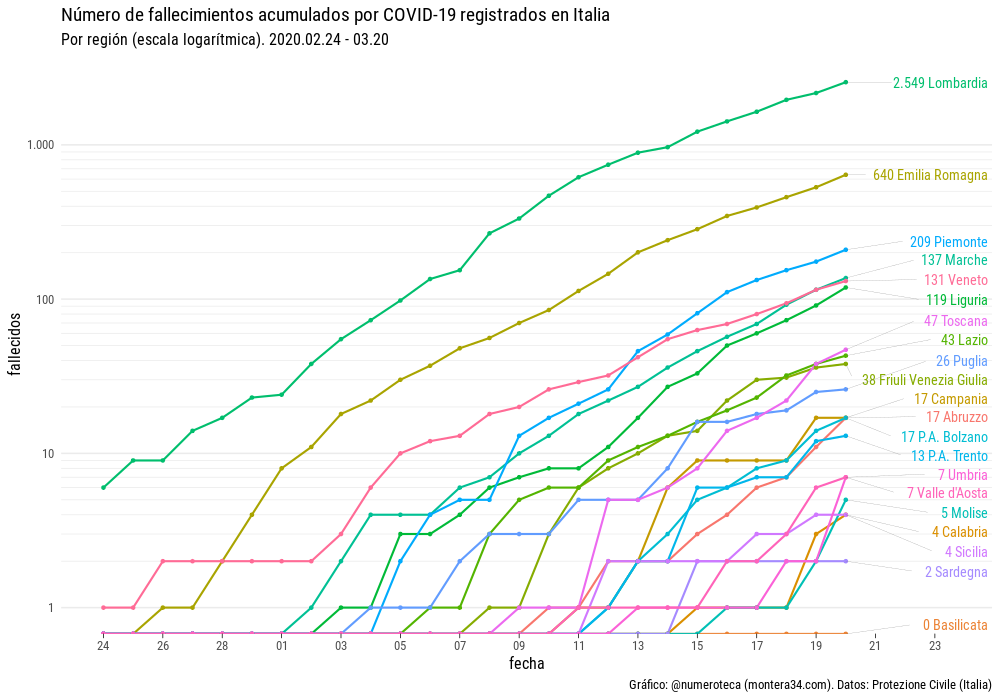 Número de fallecimientos acumulados por COVID-19 registrados en Italia
Por región (escala logarítmica). 2020.02.24 - 03.20
fallecidos
1.000
100
10
1
2.549 Lombardia
640 Emilia Romagna
209 Piemonte
137 Marche
131 Veneto
119 Liguria
47 Toscana
43 Lazio
26 Puglia
38 Friuli Venezia Giulia
17 Campania
17 Abruzzo
17 P.A. Bolzano
13 P.A. Trento
7 Umbria
7 Valle d'Aosta
5 Molise
4 Calabria
4 Sicilia
2 Sardegna
0 Basilicata
24 26 28 01 03 05 07 09 11 13 15 17 19 21 23
fecha
Gráfico: @numeroteca (montera34.com). Datos: Protezione Civile (Italia)